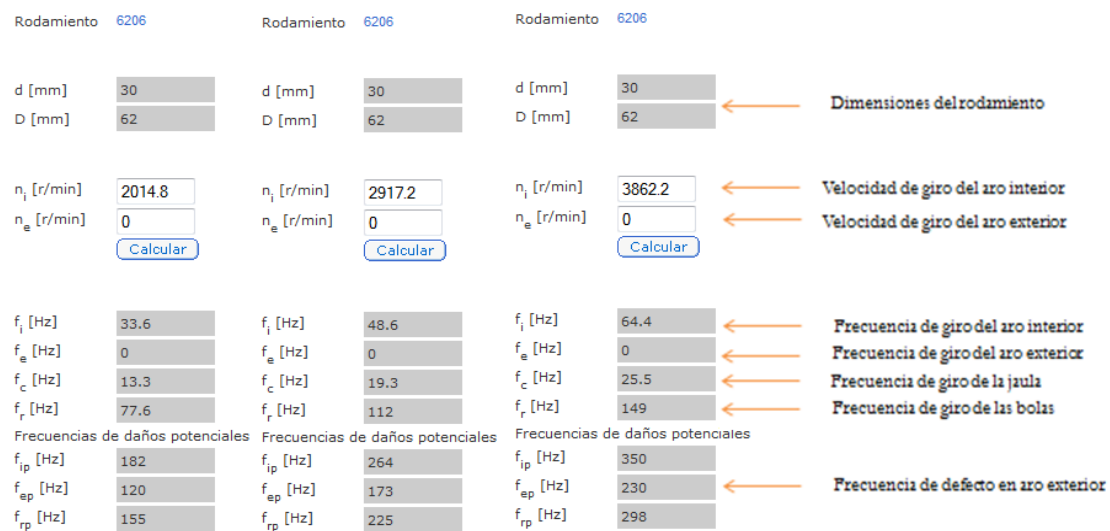 Rodamiento 6206 Rodamiento 6206 Rodamiento 6206
d [mm] 30 d [mm] 30 d [mm] 30
Dimensiones del rodamiento
D [mm] 62 D [mm] 62 D [mm] 62
ni [r/min] 2014.8 ni [r/min] 2917.2 ni [r/min] 3862.2 Velocidad de giro del aro interior
ne [r/min] 0 ne [r/min] 0 ne [r/min] 0 Velocidad de giro del aro exterior
Calcular Calcular Calcular
fi [Hz] 33.6 fi [Hz] 48.6 fi [Hz] 64.4 Frecuencia de giro del aro interior
fe [Hz] 0 fe [Hz] 0 fe [Hz] 0 Frecuencia de giro del aro exterior
fc [Hz] 13.3 fc [Hz] 19.3 fc [Hz] 25.5 Frecuencia de giro de la jaula
fr [Hz] 77.6 fr [Hz] 112 fr [Hz] 149 Frecuencia de giro de las bolas
Frecuencias de daños potenciales Frecuencias de daños potenciales Frecuencias de daños potenciales
fip [Hz] 182 fip [Hz] 264 fip [Hz] 350
fep [Hz] 120 fep [Hz] 173 fep [Hz] 230 Frecuencia de defecto en aro exterior
frp [Hz] 155 frp [Hz] 225 frp [Hz] 298